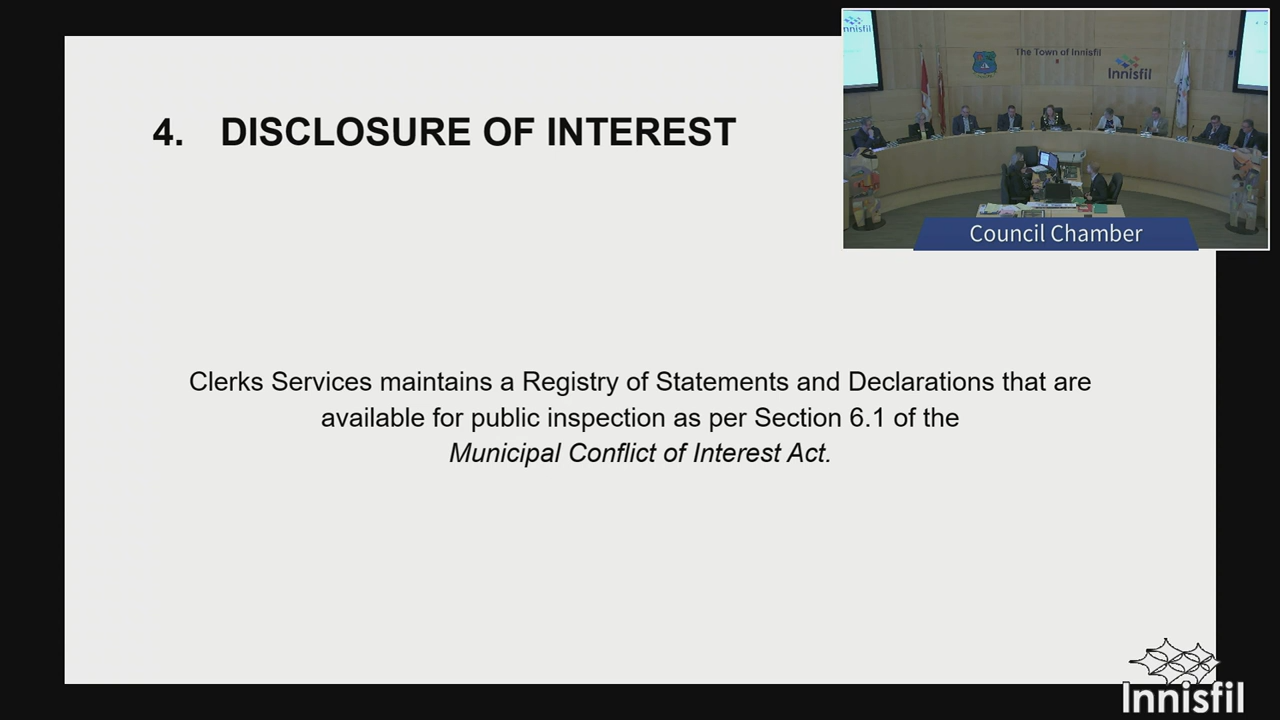 The Town of Innisfil
Innisfil
Innisfil
Council Chamber
4. DISCLOSURE OF INTEREST
Clerks Services maintains a Registry of Statements and Declarations that are
available for public inspection as per Section 6.1 of the
Municipal Conflict of Interest Act.
Innisfil